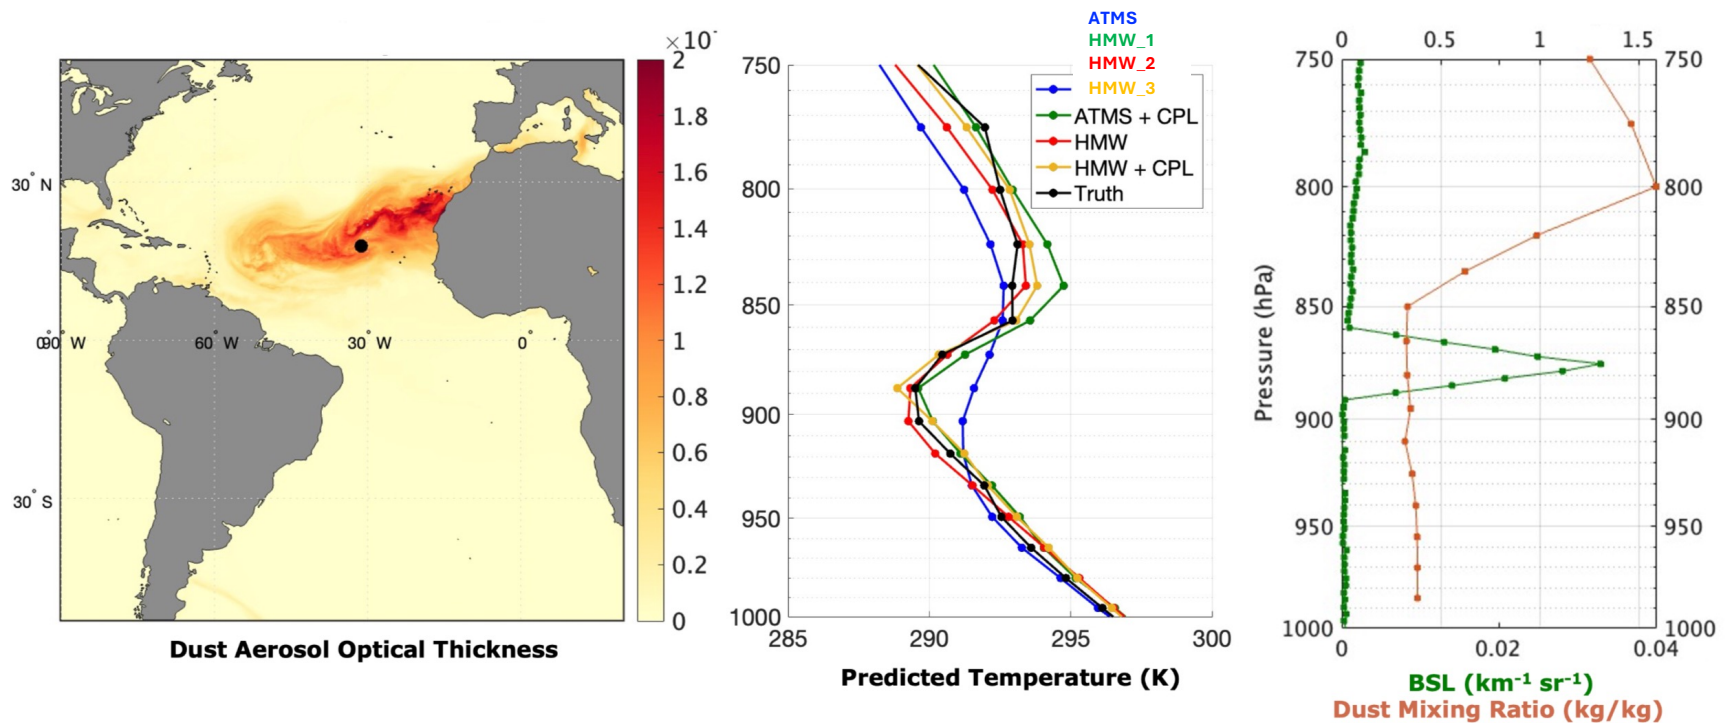 ×10⁻
2
1.8
1.6
1.4
1.2
1
0.8
0.6
0.4
0.2
0
30° N
90° W
60° W
30° W
0°
30° S
Dust Aerosol Optical Thickness
ATMS
HMW_1
HMW_2
HMW_3
ATMS + CPL
HMW
HMW + CPL
Truth
750
800
850
900
950
1000
285
290
295
300
Predicted Temperature (K)
0
0.5
1
1.5
750
800
850
900
950
1000
Pressure (hPa)
750
800
850
900
950
1000
0
0.02
0.04
BSL (km⁻¹ sr⁻¹)
Dust Mixing Ratio (kg/kg)